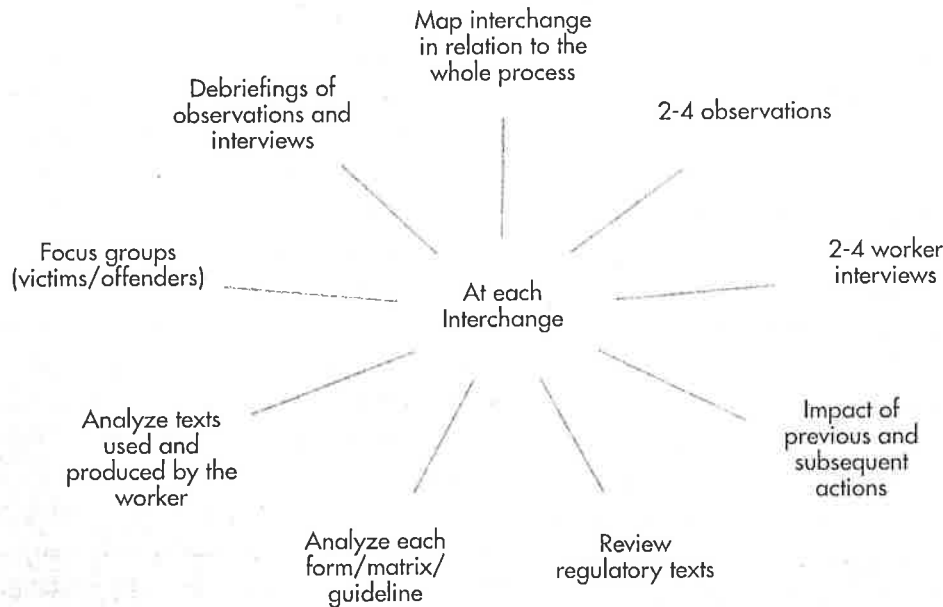 Map interchange
in relation to the
whole process
2-4 observations
2-4 worker
interviews
Impact of
previous and
subsequent
actions
Review
regulatory texts
Analyze each
form/matrix/
guideline
Analyze texts
used and
produced by the
worker
Focus groups
(victims/offenders)
Debriefings of
observations and
interviews
At each
Interchange